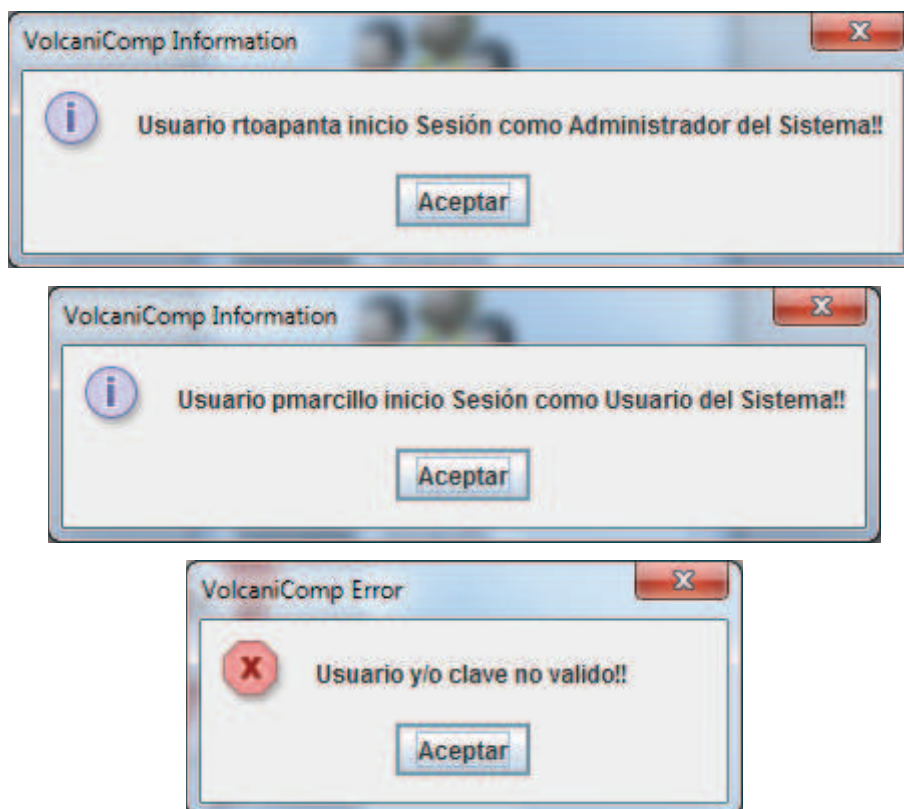 VolcaniComp Information
Usuario rtoapanta inicio Sesión como Administrador del Sistema!!
Aceptar
VolcaniComp Information
Usuario pmarcillo inicio Sesión como Usuario del Sistema!!
Aceptar
VolcaniComp Error
Usuario y/o clave no valido!!
Aceptar